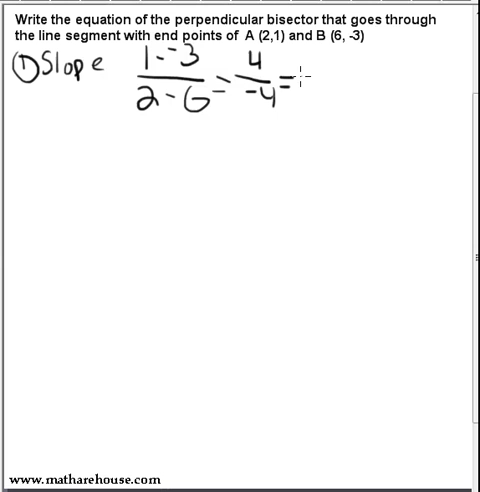 Write the equation of the perpendicular bisector that goes through
the line segment with end points of A (2,1) and B (6, -3)
① Slope 1 - -3 / 2 - 6 = 4 / -4 =
www.matharehouse.com